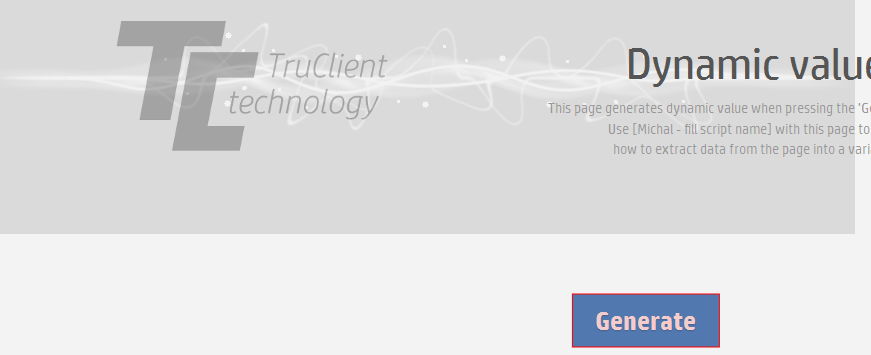 TC TruClient
technology
Dynamic value
This page generates dynamic value when pressing the 'Ge
Use [Michal - fill script name] with this page to
how to extract data from the page into a vari
Generate